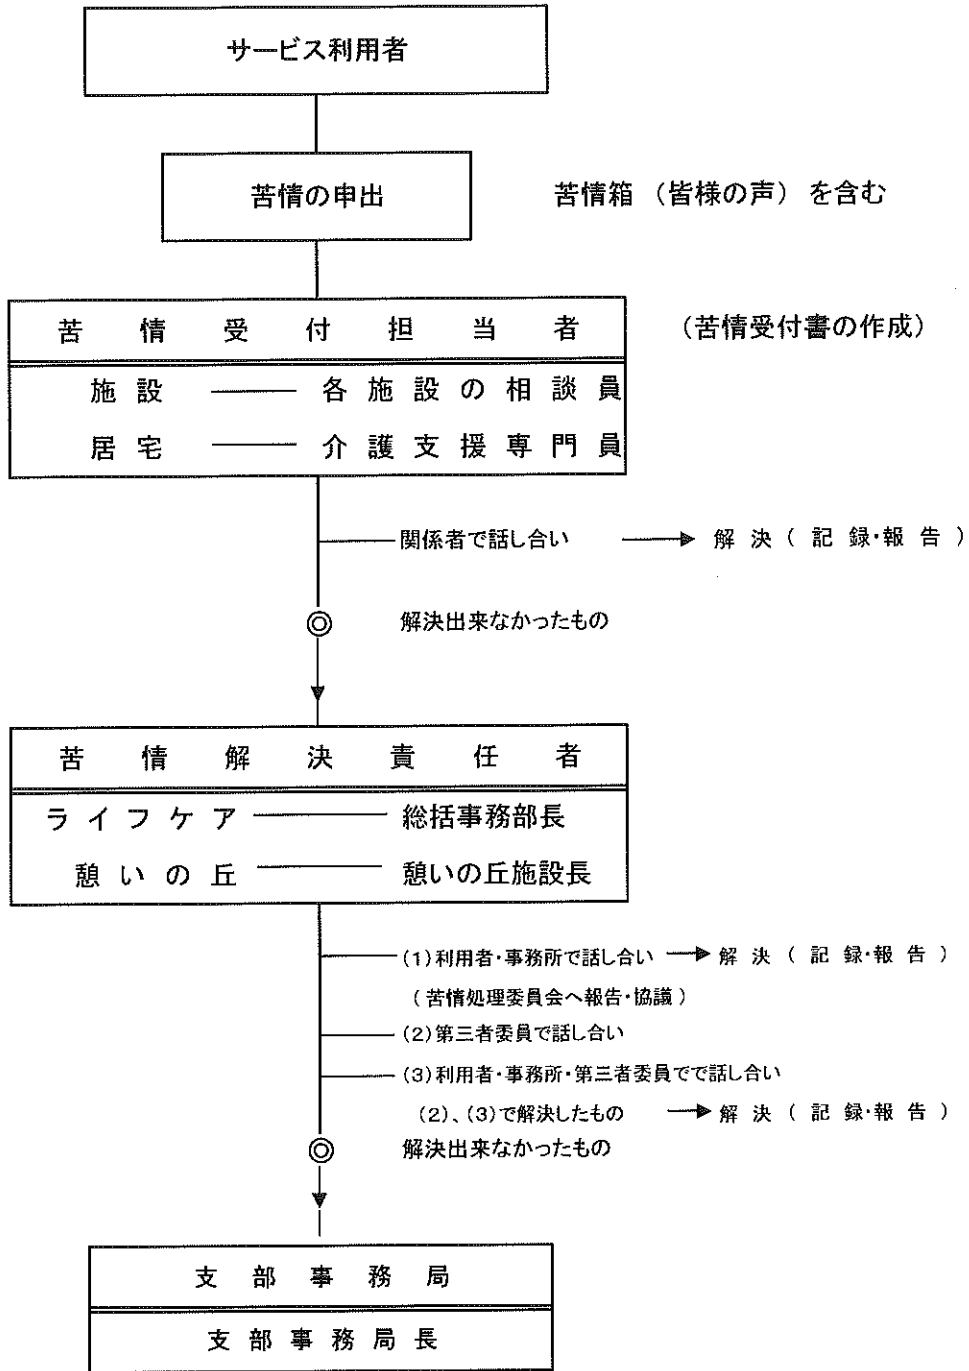 サービス利用者
苦情の申出
苦情箱 (皆様の声) を含む
苦情受付担当者
(苦情受付書の作成)
施設 ―― 各施設の相談員
居宅 ―― 介護支援専門員
関係者で話し合い → 解決(記録・報告)
◎ 解決出来なかったもの
苦情解決責任者
ライフケア ―― 総括事務部長
憩いの丘 ―― 憩いの丘施設長
(1)利用者・事務所で話し合い → 解決(記録・報告)
(苦情処理委員会へ報告・協議)
(2)第三者委員で話し合い
(3)利用者・事務所・第三者委員でで話し合い
(2)、(3)で解決したもの → 解決(記録・報告)
◎ 解決出来なかったもの
支部事務局
支部事務局長